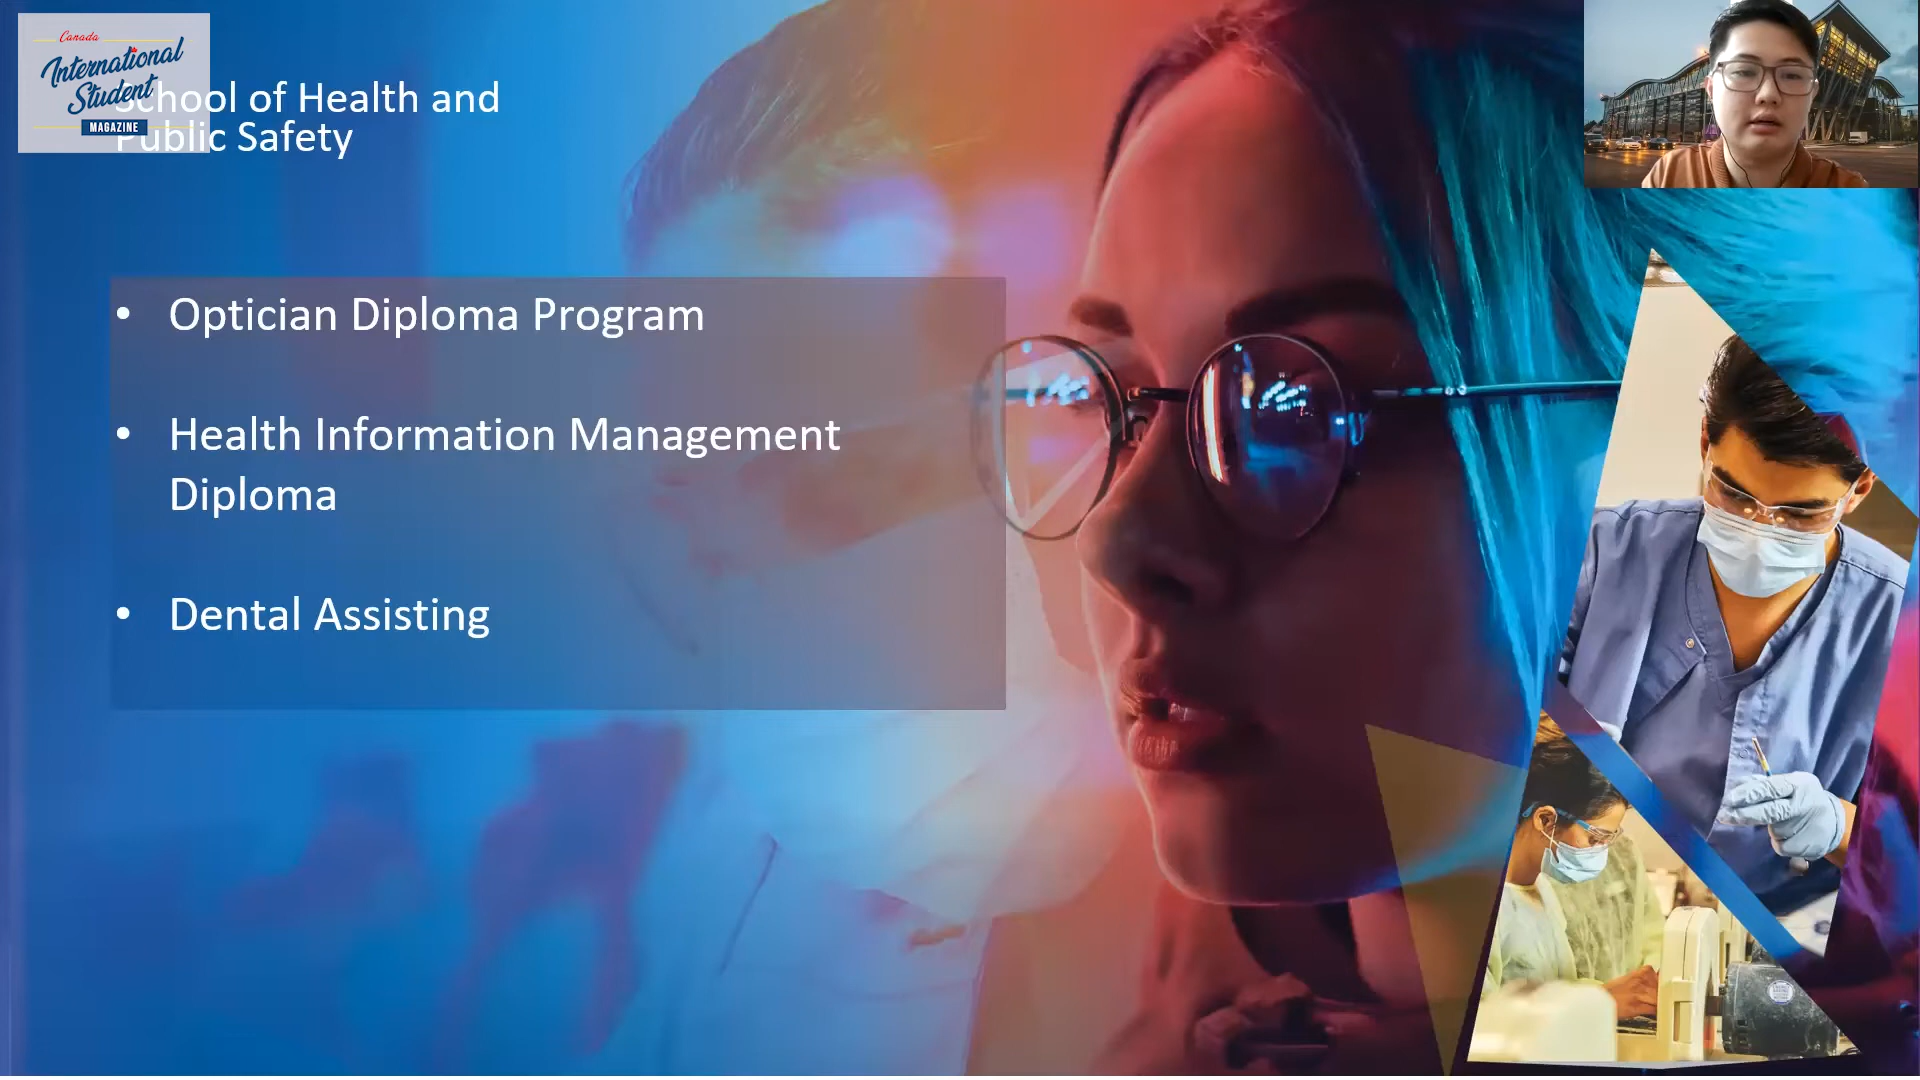 Canada
International
Student
MAGAZINE
School of Health and
Public Safety
• Optician Diploma Program
• Health Information Management
Diploma
• Dental Assisting